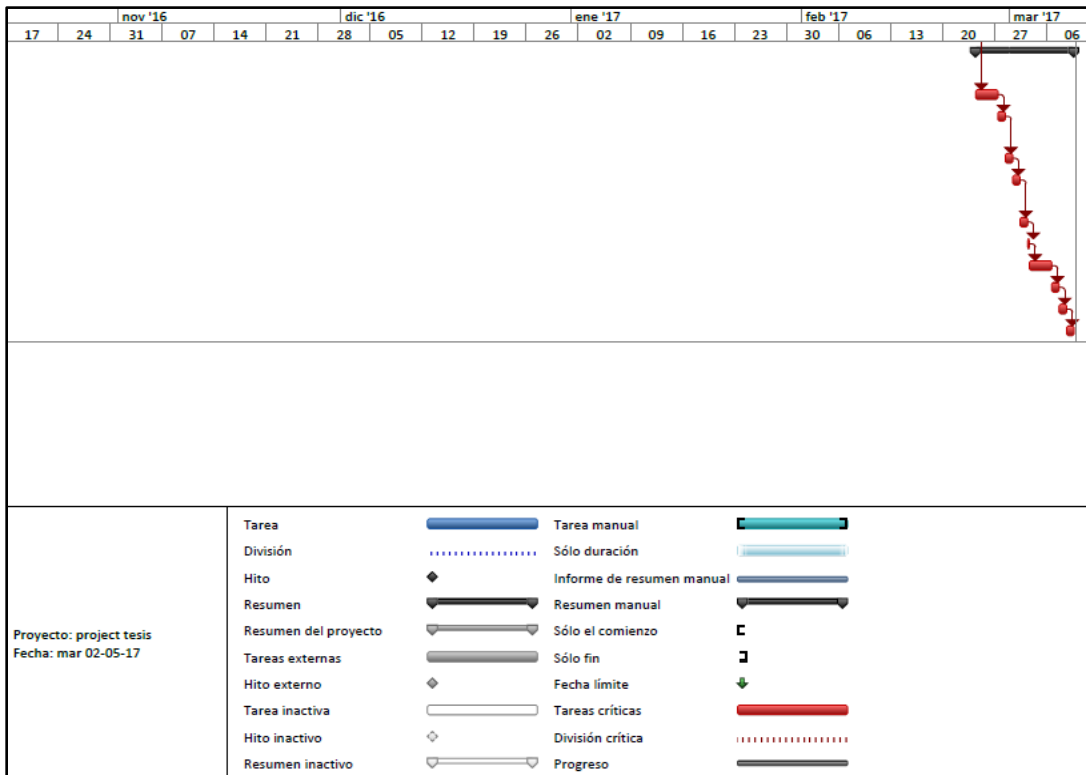 nov '16 dic '16 ene '17 feb '17 mar '17
17 24 31 07 14 21 28 05 12 19 26 02 09 16 23 30 06 13 20 27 06
Tarea Tarea manual
División Sólo duración
Hito Informe de resumen manual
Resumen Resumen manual
Resumen del proyecto Sólo el comienzo
Tareas externas Sólo fin
Hito externo Fecha límite
Tarea inactiva Tareas críticas
Hito inactivo División crítica
Resumen inactivo Progreso
Proyecto: project tesis
Fecha: mar 02-05-17